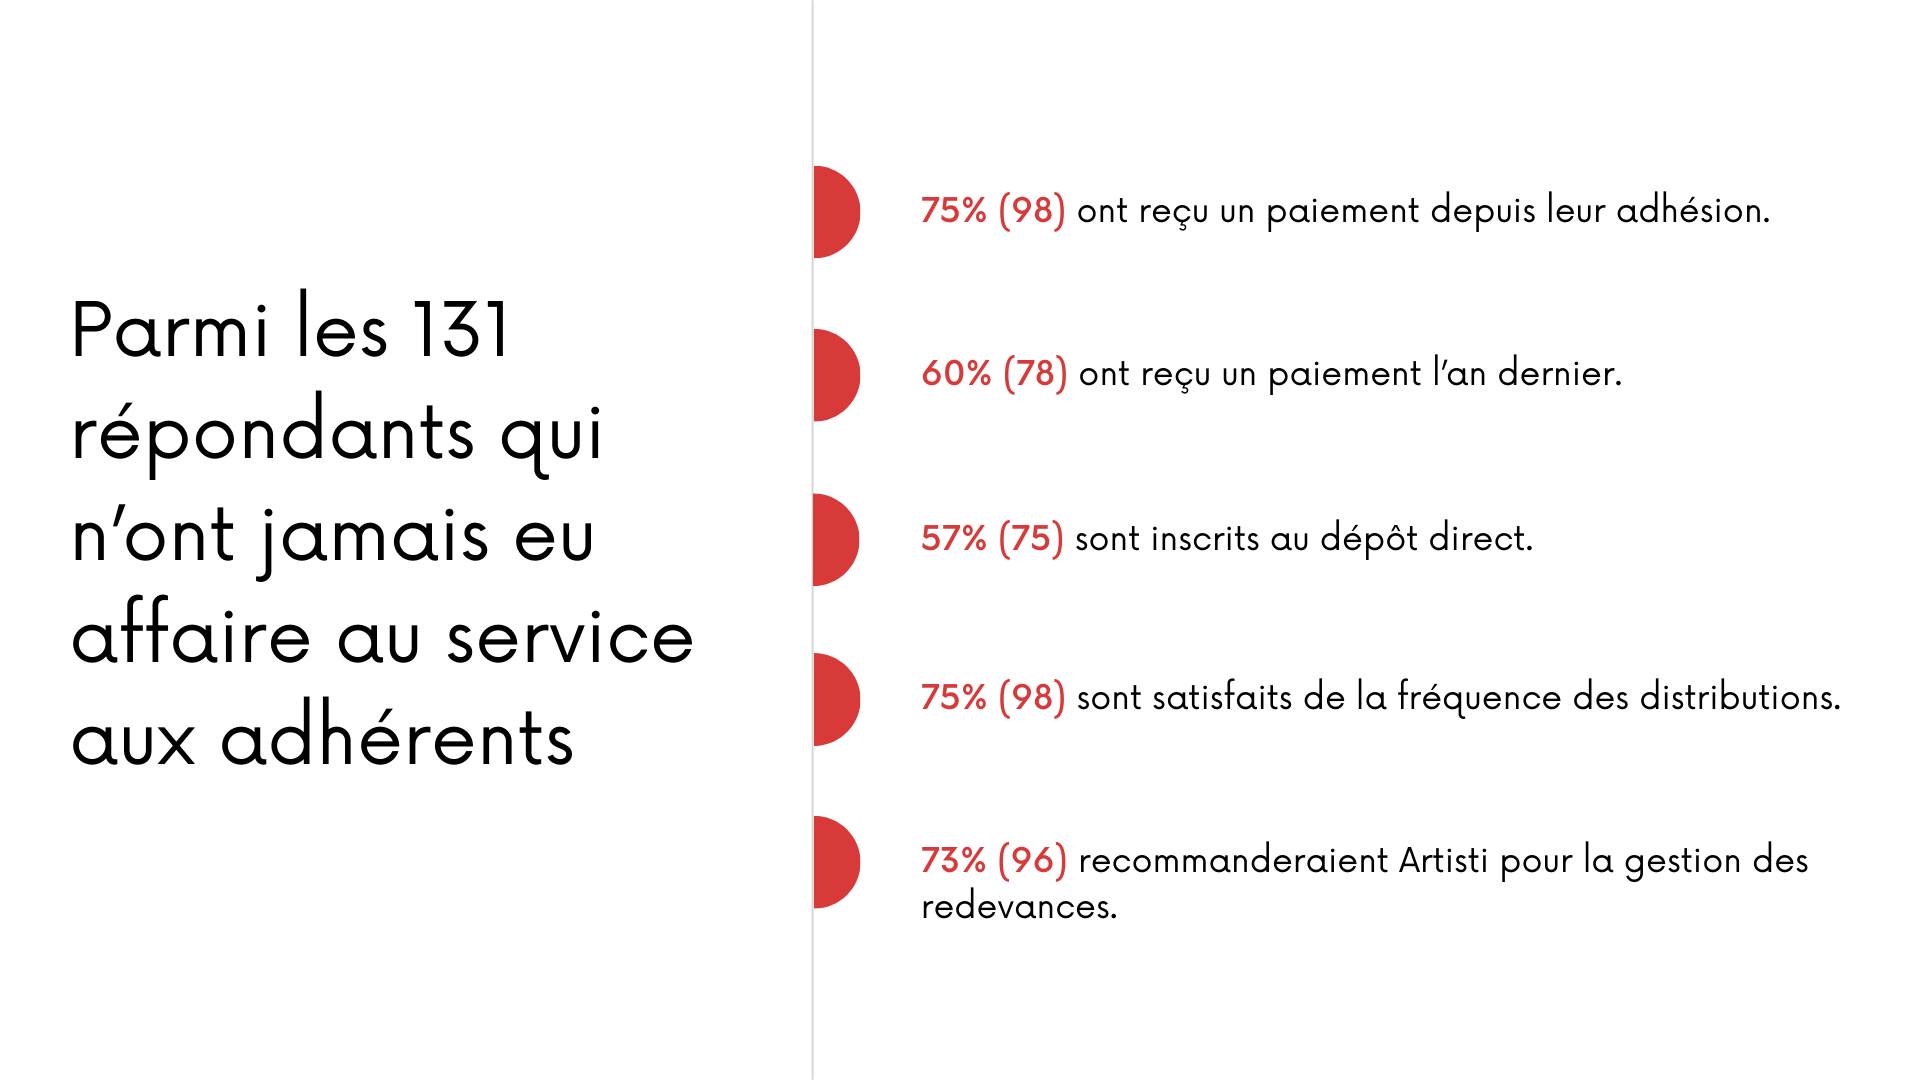 Parmi les 131
répondants qui
n’ont jamais eu
affaire au service
aux adhérents
75% (98) ont reçu un paiement depuis leur adhésion.
60% (78) ont reçu un paiement l’an dernier.
57% (75) sont inscrits au dépôt direct.
75% (98) sont satisfaits de la fréquence des distributions.
73% (96) recommanderaient Artisti pour la gestion des
redevances.